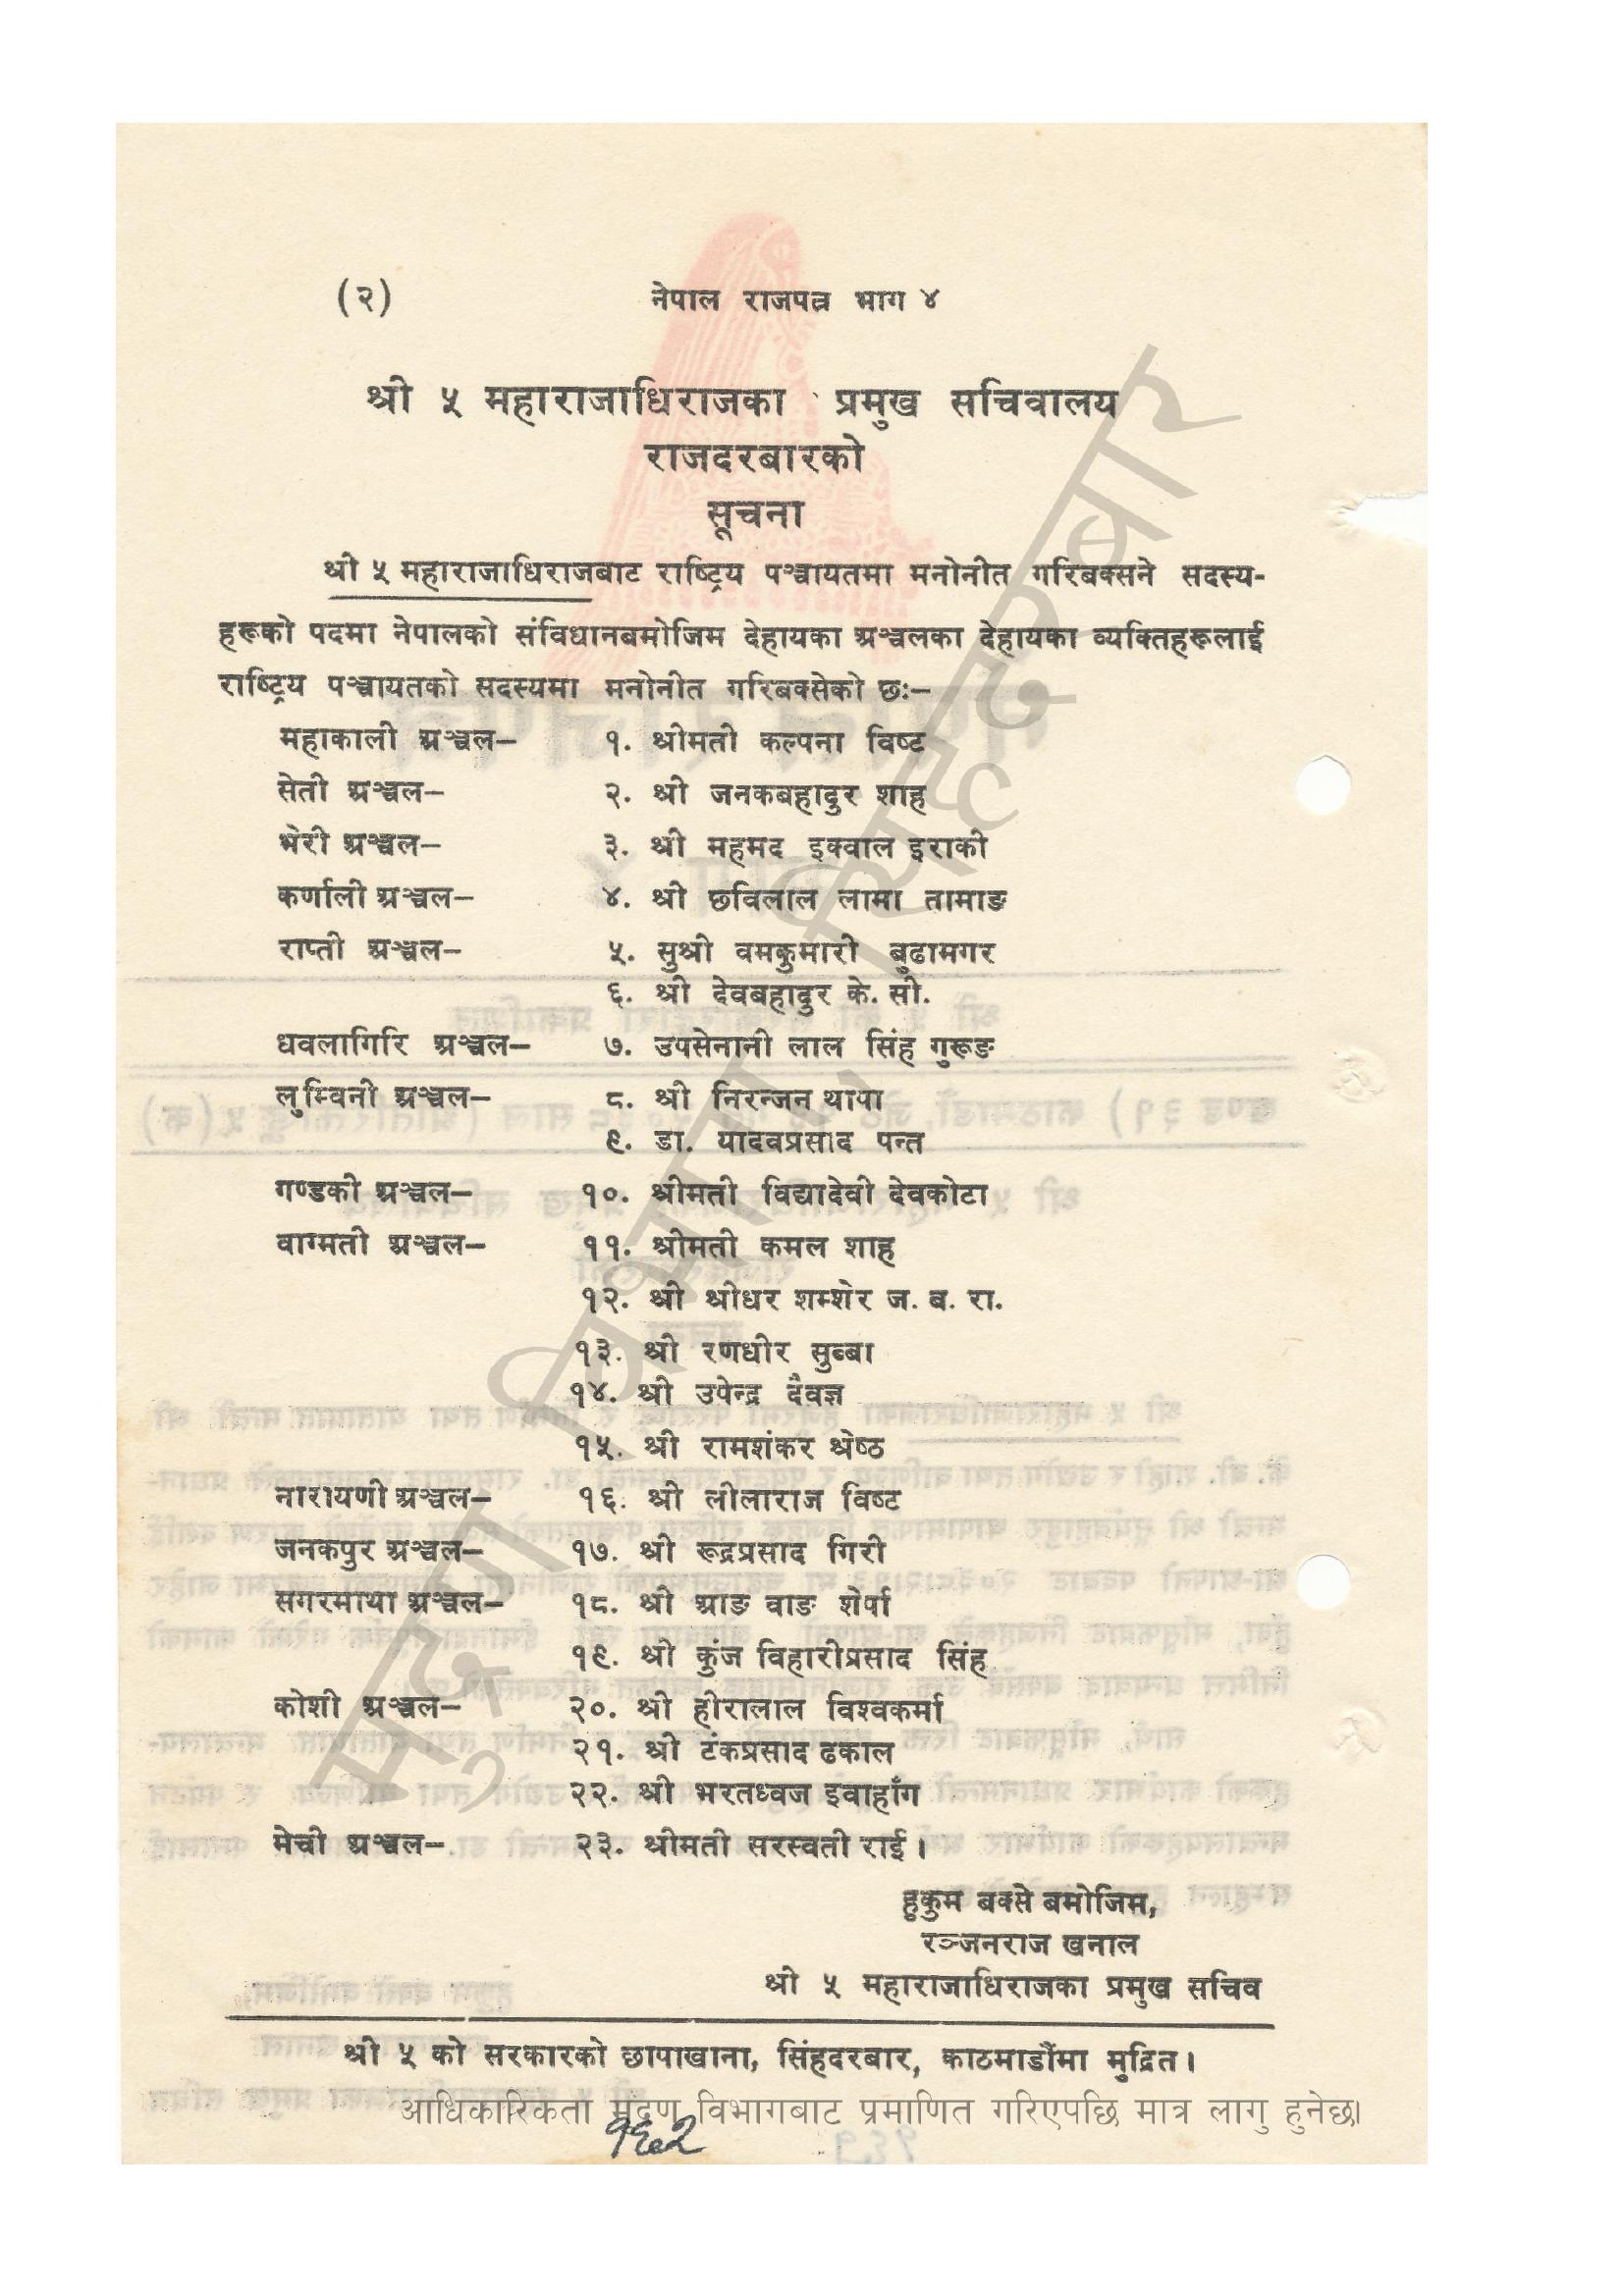 (२) नेपाल राजपत्र भाग ४
श्री ५ महाराजाधिराजका प्रमुख सचिवालय
राजदरबारको
सूचना
श्री ५ महाराजाधिराजबाट राष्ट्रिय पञ्चायतमा मनोनीत गरिबक्सने सदस्य-
हरूको पदमा नेपालको संविधानबमोजिम देहायका अञ्चलका देहायका व्यक्तिहरूलाई
राष्ट्रिय पञ्चायतको सदस्यमा मनोनीत गरिबक्सेको छः–
महाकाली अञ्चल– १. श्रीमती कल्पना विष्ट
सेती अञ्चल– २. श्री जनकबहादुर शाह
भेरी अञ्चल– ३. श्री महमद इक्वाल इराकी
कर्णाली अञ्चल– ४. श्री छविलाल लामा तामाङ
राप्ती अञ्चल– ५. सुश्री वमकुमारी बुढामगर
६. श्री देवबहादुर के. सी.
धवलागिरि अञ्चल– ७. उपसेनानी लाल सिंह गुरूङ
लुम्विनी अञ्चल– ८. श्री निरन्जन थापा
९. डा. यादवप्रसाद पन्त
गण्डकी अञ्चल– १०. श्रीमती विद्यादेवी देवकोटा
वाग्मती अञ्चल– ११. श्रीमती कमल शाह
१२. श्री श्रीधर शम्शेर ज. ब. रा.
१३. श्री रणधीर सुब्बा
१४. श्री उपेन्द्र दैवज्ञ
१५. श्री रामशंकर श्रेष्ठ
नारायणी अञ्चल– १६. श्री लीलाराज विष्ट
जनकपुर अञ्चल– १७. श्री रूद्रप्रसाद गिरी
सगरमाथा अञ्चल– १८. श्री आङ वाङ शेर्पा
१९. श्री कुंज विहारीप्रसाद सिंह
कोशी अञ्चल– २०. श्री हीरालाल विश्वकर्मा
२१. श्री टंकप्रसाद ढकाल
२२. श्री भरतध्वज इवाहाँग
मेची अञ्चल– २३. श्रीमती सरस्वती राई।
हुकुम बक्से बमोजिम,
रञ्जनराज खनाल
श्री ५ महाराजाधिराजका प्रमुख सचिव
श्री ५ को सरकारको छापाखाना, सिंहदरबार, काठमाडौंमा मुद्रित।
आधिकारिकता मुद्रण विभागबाट प्रमाणित गरिएपछि मात्र लागु हुनेछ।
मुद्रण विभाग, सिंहदरबार